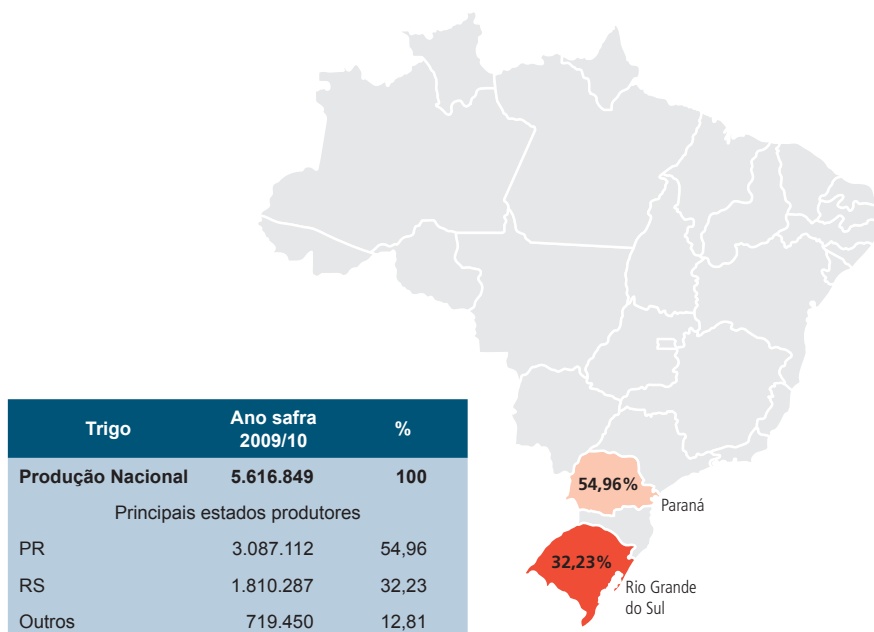 Trigo Ano safra 2009/10 %
Produção Nacional 5.616.849 100
Principais estados produtores
PR 3.087.112 54,96
RS 1.810.287 32,23
Outros 719.450 12,81
54,96%
Paraná
32,23%
Rio Grande
do Sul